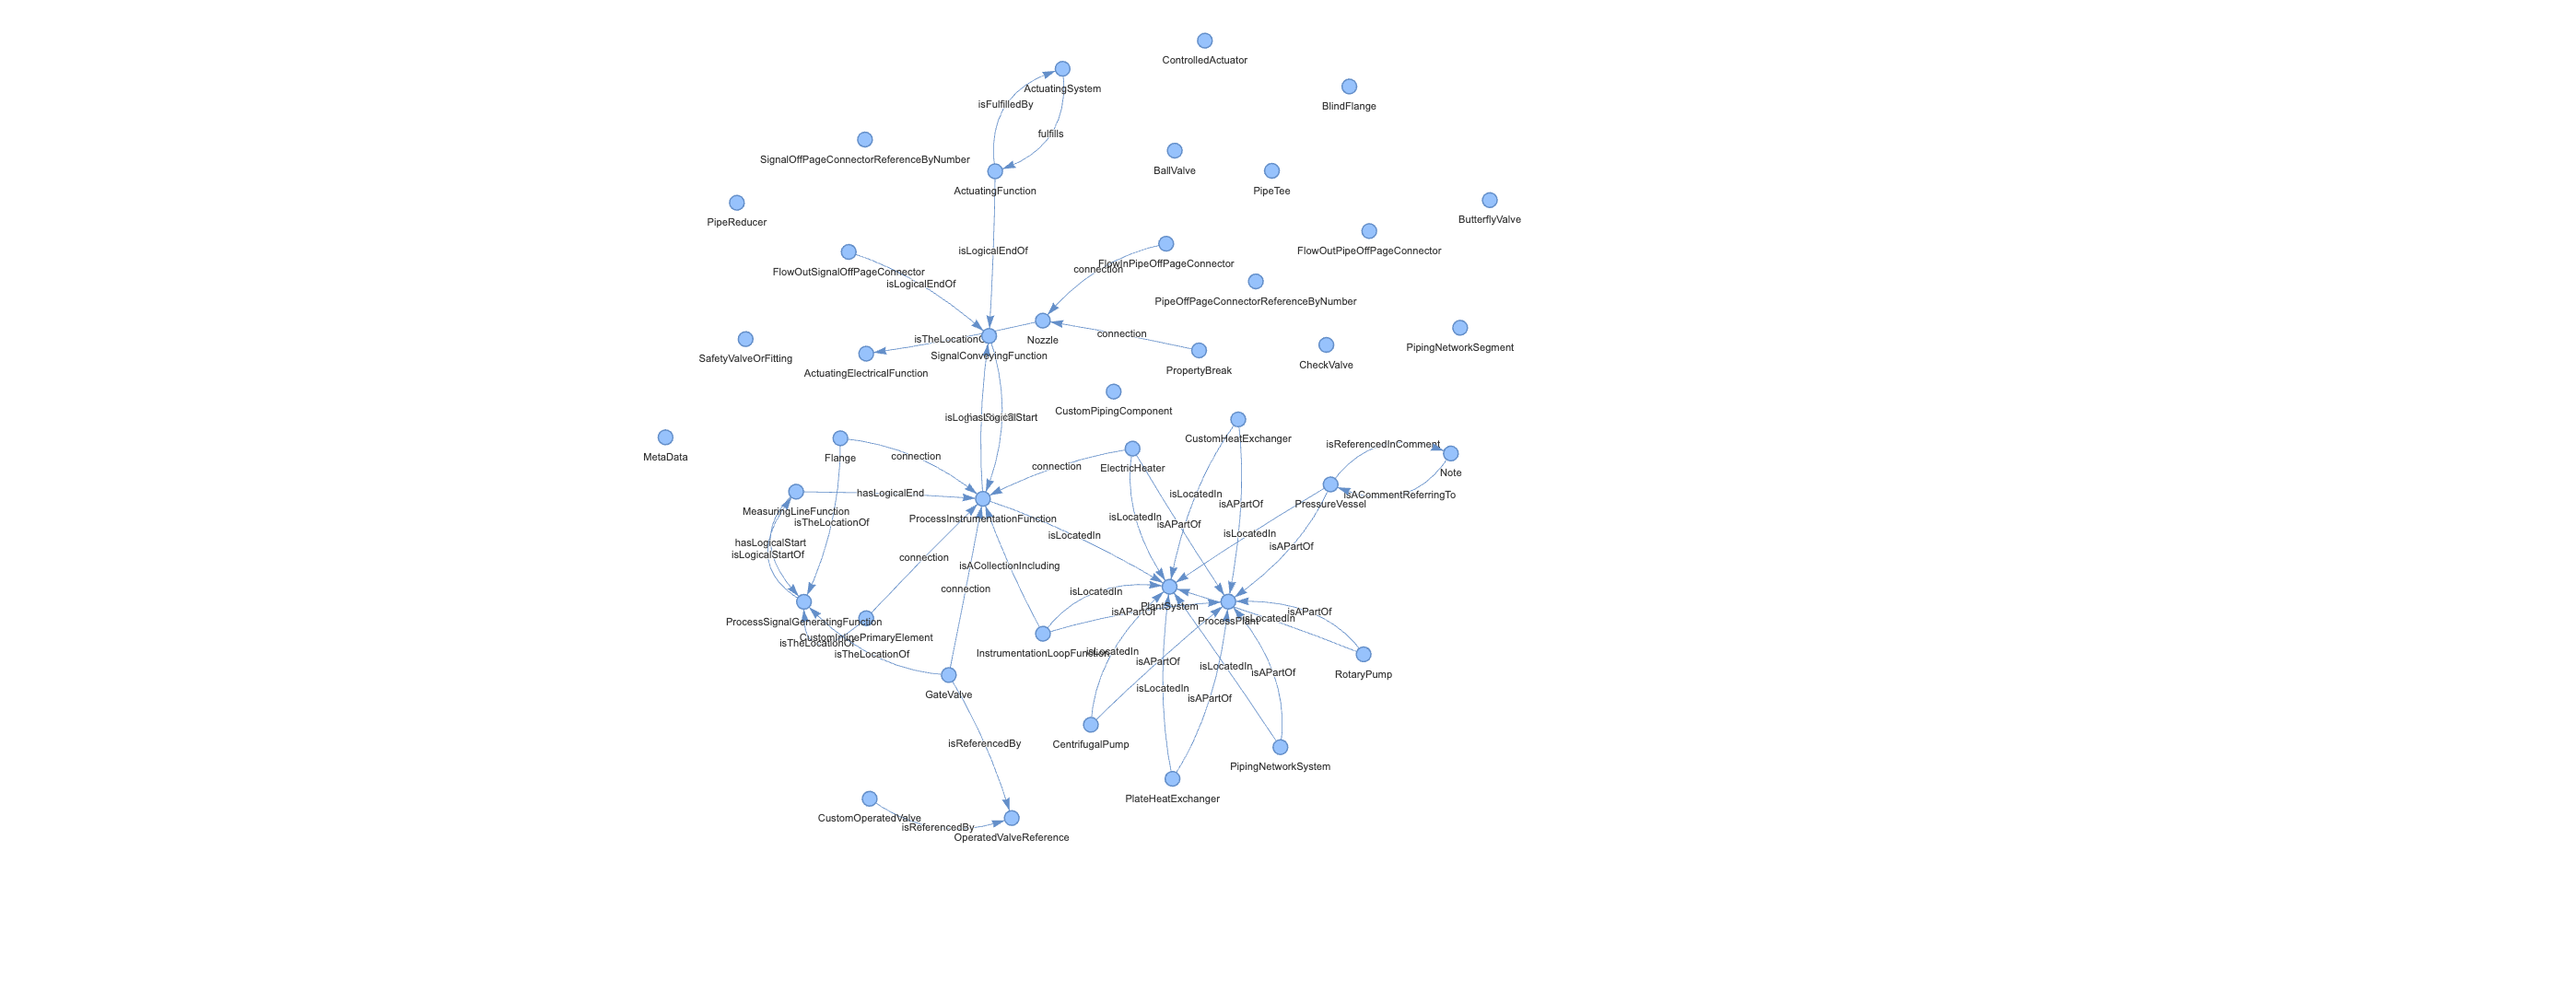 ControlledActuator
ActuatingSystem
isFulfilledBy
BlindFlange
fulfills
SignalOffPageConnectorReferenceByNumber
BallValve
ActuatingFunction
PipeTee
PipeReducer
ButterflyValve
isLogicalEndOf
FlowOutPipeOffPageConnector
FlowInPipeOffPageConnector
connection
FlowOutSignalOffPageConnector
isLogicalEndOf
PipeOffPageConnectorReferenceByNumber
connection
isTheLocationO
Nozzle
PipingNetworkSegment
SignalConveyingFunction
SafetyValveOrFitting
CheckValve
PropertyBreak
ActuatingElectricalFunction
CustomPipingComponent
hasLogicalStart
CustomHeatExchanger
isReferencedInComment
MetaData
Flange
connection
connection
ElectricHeater
Note
hasLogicalEnd
isLocatedIn
isACommentReferringTo
isAPartOf
PressureVessel
MeasuringLineFunction
isTheLocationOf
ProcessInstrumentationFunction
isLocatedIn
isAPartOf
isLocatedIn
isLocatedIn
hasLogicalStart
isLogicalStartOf
isAPartOf
connection
isACollectionIncluding
connection
isLocatedIn
PlantSystem
isAPartOf
isAPartOf
ProcessPlant
isLocatedIn
ProcessSignalGeneratingFunction
CustomInlinePrimaryElement
isTheLocationOf
isTheLocationOf
InstrumentationLoopFunction
isLocatedIn
isAPartOf
isLocatedIn
isAPartOf
RotaryPump
isLocatedIn
GateValve
isAPartOf
isReferencedBy
CentrifugalPump
PipingNetworkSystem
PlateHeatExchanger
CustomOperatedValve
isReferencedBy
OperatedValveReference